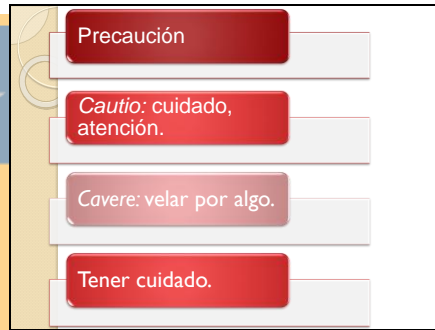 Precaución
Cautio: cuidado,
atención.
Cavere: velar por algo.
Tener cuidado.